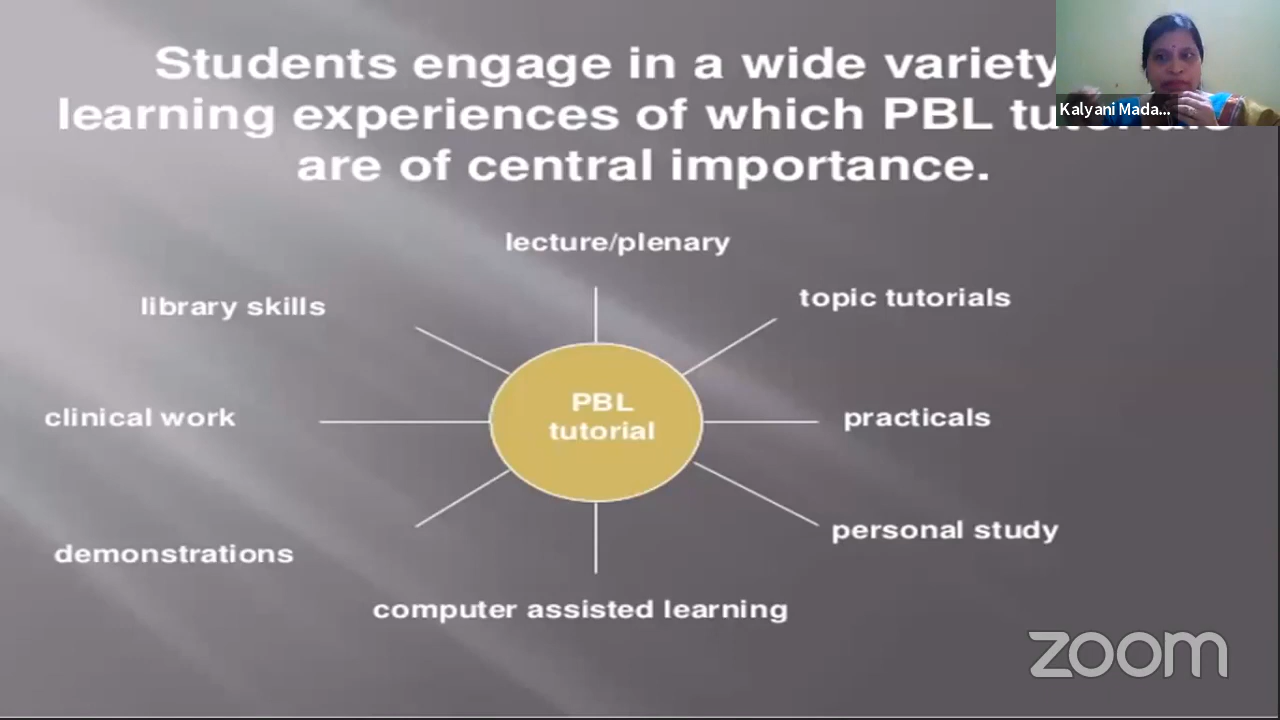 Students engage in a wide variety
learning experiences of which PBL tutorials
are of central importance.
Kalyani Mada...
lecture/plenary
library skills
topic tutorials
PBL
tutorial
clinical work
practicals
personal study
demonstrations
computer assisted learning
zoom